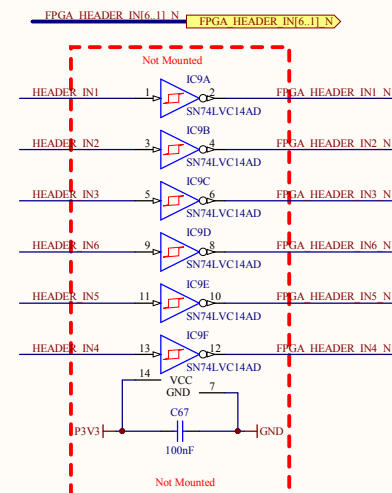 FPGA_HEADER_IN[6..1]_N
FPGA_HEADER_IN[6..1]_N
Not Mounted
IC9A
HEADER_IN1 1 2 FPGA_HEADER_IN1_N
SN74LVC14AD
IC9B
HEADER_IN2 3 4 FPGA_HEADER_IN2_N
SN74LVC14AD
IC9C
HEADER_IN3 5 6 FPGA_HEADER_IN3_N
SN74LVC14AD
IC9D
HEADER_IN6 9 8 FPGA_HEADER_IN6_N
SN74LVC14AD
IC9E
HEADER_IN5 11 10 FPGA_HEADER_IN5_N
SN74LVC14AD
IC9F
HEADER_IN4 13 12 FPGA_HEADER_IN4_N
SN74LVC14AD
14 VCC
GND 7
C67
P3V3 GND
100nF
Not Mounted